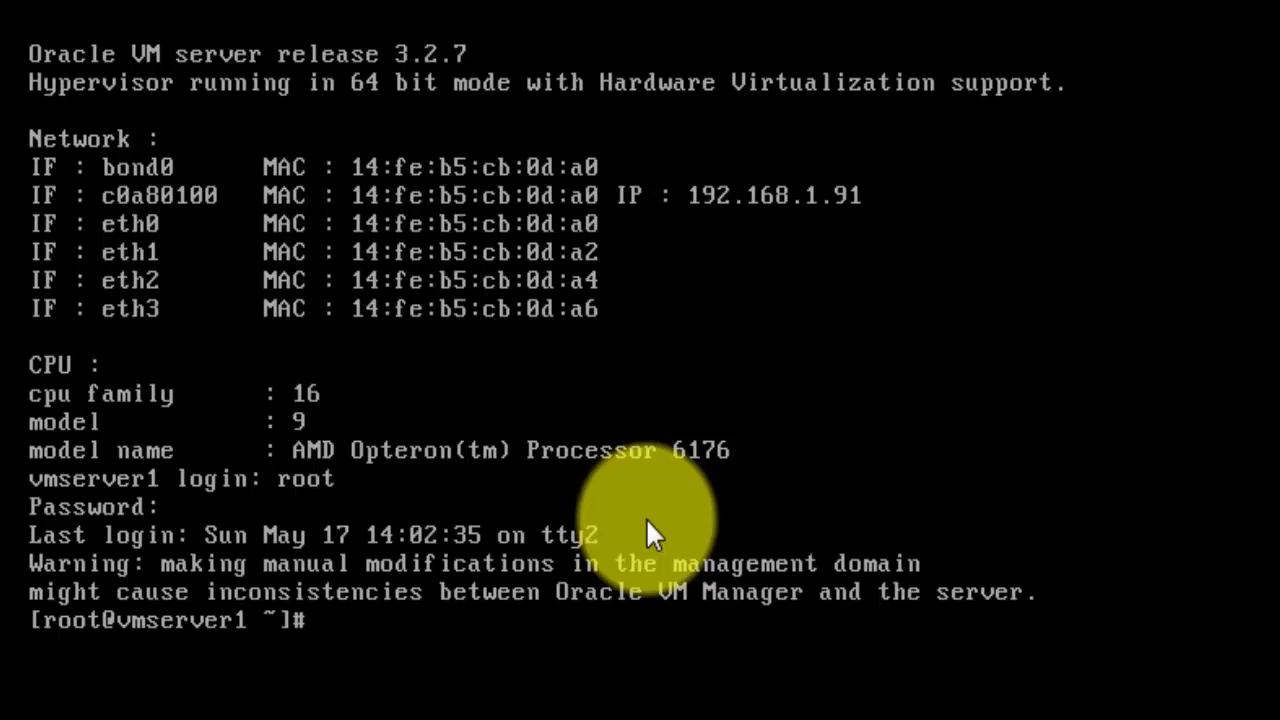 Oracle VM server release 3.2.7
Hypervisor running in 64 bit mode with Hardware Virtualization support.
Network :
IF : bond0 MAC : 14:fe:b5:cb:0d:a0
IF : c0a80100 MAC : 14:fe:b5:cb:0d:a0 IP : 192.168.1.91
IF : eth0 MAC : 14:fe:b5:cb:0d:a0
IF : eth1 MAC : 14:fe:b5:cb:0d:a2
IF : eth2 MAC : 14:fe:b5:cb:0d:a4
IF : eth3 MAC : 14:fe:b5:cb:0d:a6
CPU :
cpu family : 16
model : 9
model name : AMD Opteron(tm) Processor 6176
vmserver1 login: root
Password:
Last login: Sun May 17 14:02:35 on tty2
Warning: making manual modifications in the management domain
might cause inconsistencies between Oracle VM Manager and the server.
[root@vmserver1 ~]#